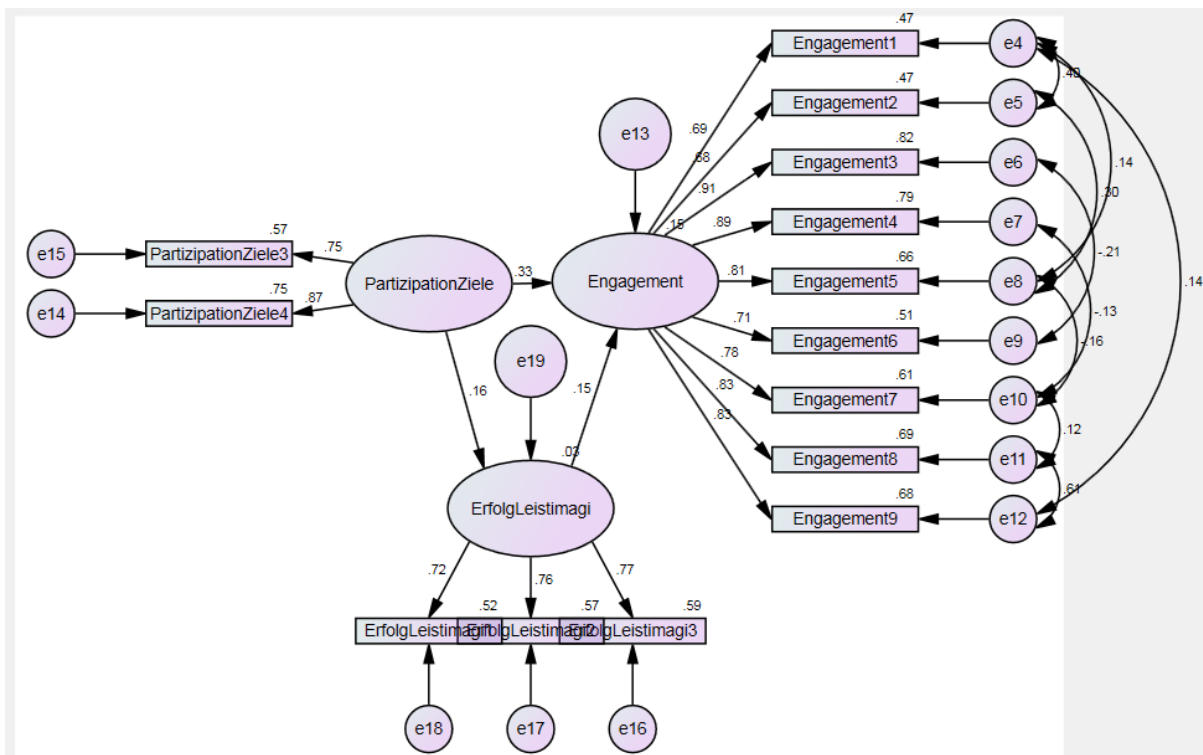 .47
Engagement1
e4
.40
.47
Engagement2
e5
e13
.69
.68
.82
Engagement3
e6
.14
.91
.30
.79
.15
.89
Engagement4
e7
.57
e15
PartizipationZiele3
.75
PartizipationZiele
.33
Engagement
.81
.66
Engagement5
e8
-.21
.14
.75
e14
PartizipationZiele4
.87
.71
.51
Engagement6
e9
-.13
-.16
e19
.78
.61
Engagement7
e10
.16
.15
.83
.12
.83
.69
Engagement8
e11
.03
.61
.68
Engagement9
e12
ErfolgLeistimagi
.72
.76
.77
.52
.57
.59
ErfolgLeistimagi1
ErfolgLeistimagi2
ErfolgLeistimagi3
e18
e17
e16